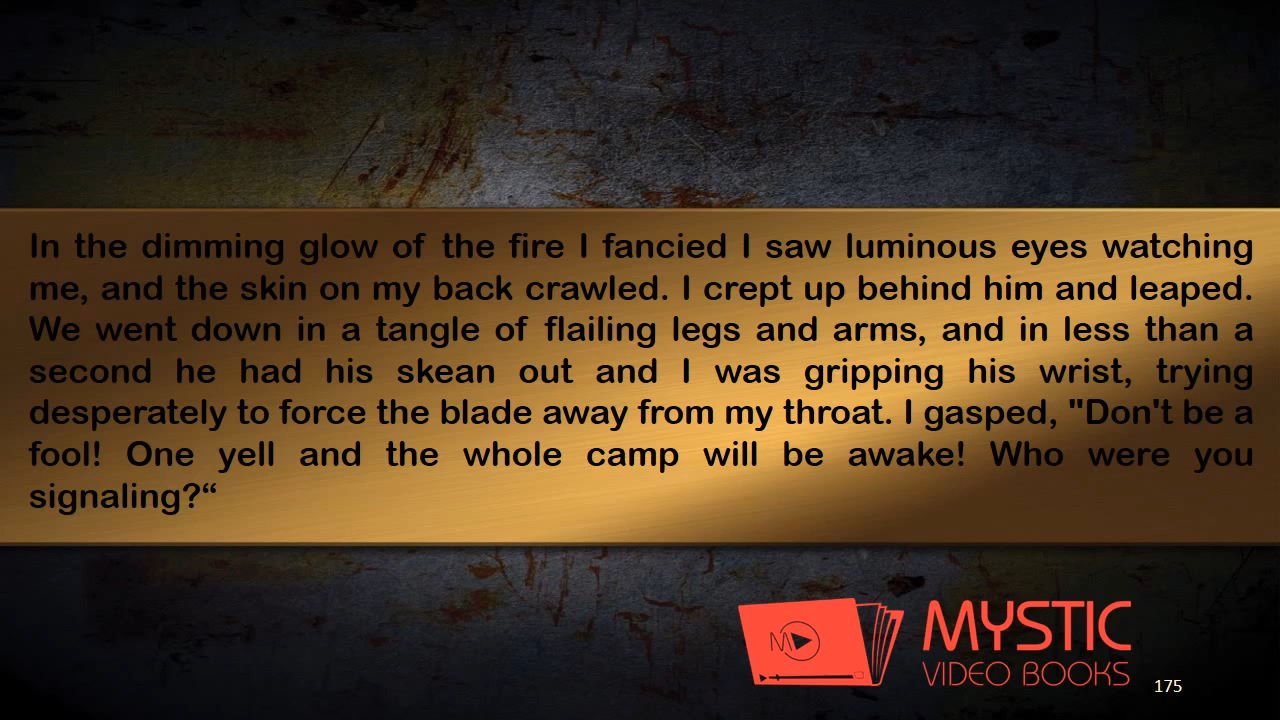 In the dimming glow of the fire I fancied I saw luminous eyes watching
me, and the skin on my back crawled. I crept up behind him and leaped.
We went down in a tangle of flailing legs and arms, and in less than a
second he had his skean out and I was gripping his wrist, trying
desperately to force the blade away from my throat. I gasped, "Don't be a
fool! One yell and the whole camp will be awake! Who were you
signaling?“
M
MYSTIC
VIDEO BOOKS
175